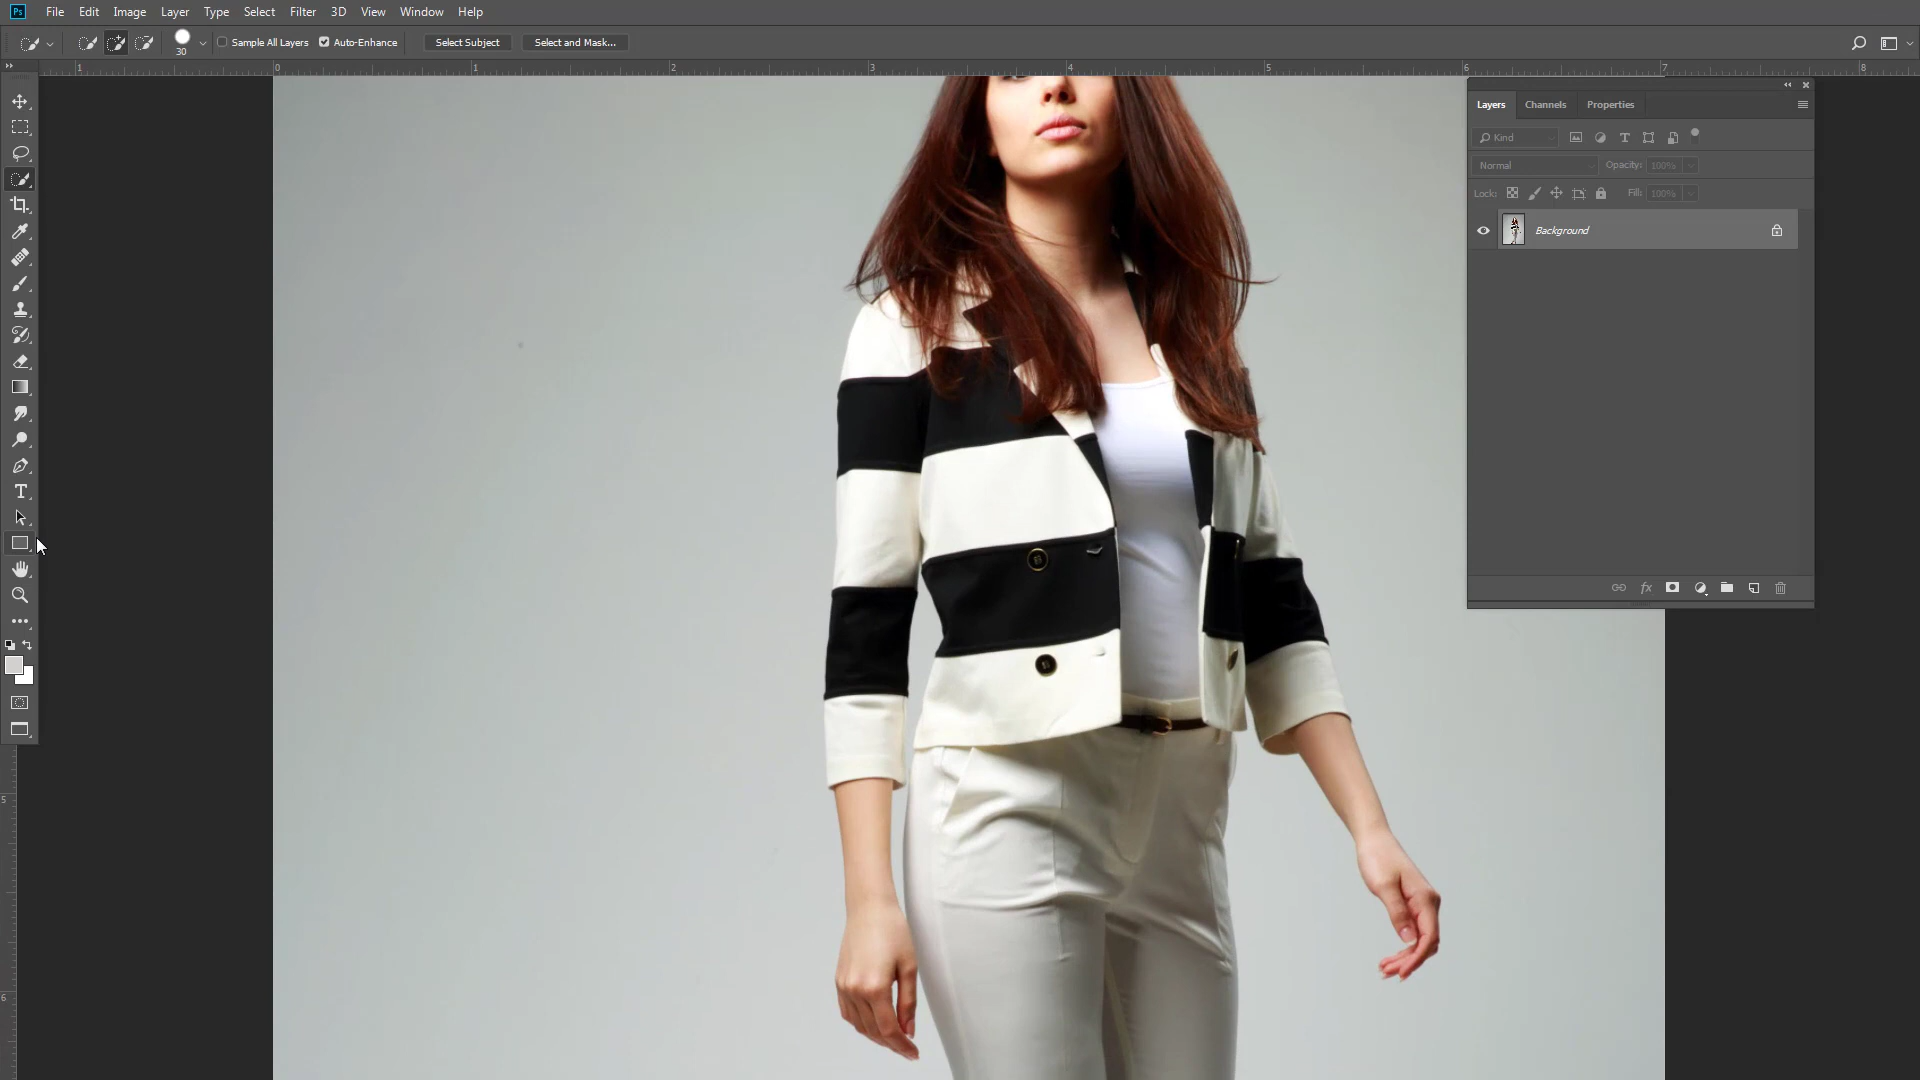 Ps File Edit Image Layer Type Select Filter 3D View Window Help
30 Sample All Layers Auto-Enhance Select Subject Select and Mask...
1 0 1 2 3 4 5 6 7 8
Layers Channels Properties
Kind
Normal Opacity: 100%
Lock: Fill: 100%
Background
fx
5
6